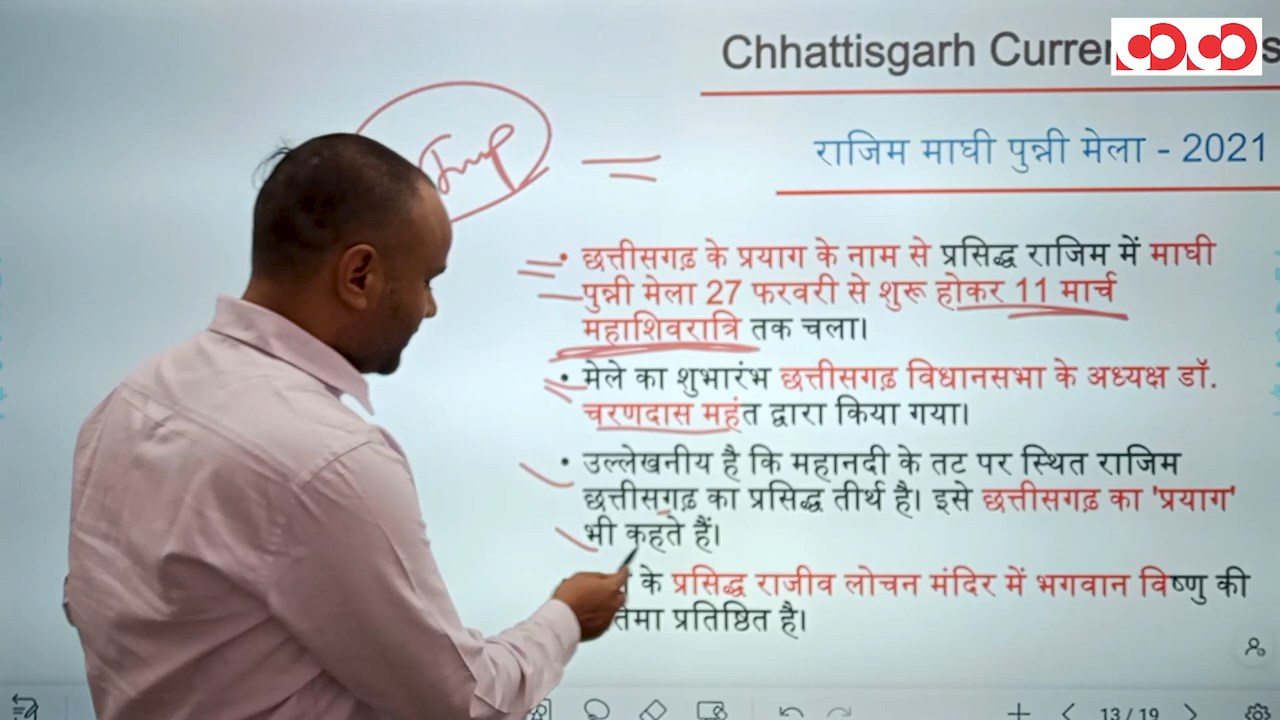 Chhattisgarh
राजिम माघी पुन्नी मेला - 2021
Imp
• छत्तीसगढ़ के प्रयाग के नाम से प्रसिद्ध राजिम में माघी
पुन्नी मेला 27 फरवरी से शुरू होकर 11 मार्च
महाशिवरात्रि तक चला।
• मेले का शुभारंभ छत्तीसगढ़ विधानसभा के अध्यक्ष डॉ.
चरणदास महंत द्वारा किया गया।
• उल्लेखनीय है कि महानदी के तट पर स्थित राजिम
छत्तीसगढ़ का प्रसिद्ध तीर्थ है। इसे छत्तीसगढ़ का 'प्रयाग'
भी कहते हैं।
के प्रसिद्ध राजीव लोचन मंदिर में भगवान विष्णु की
प्रतिष्ठित है।
13 / 19